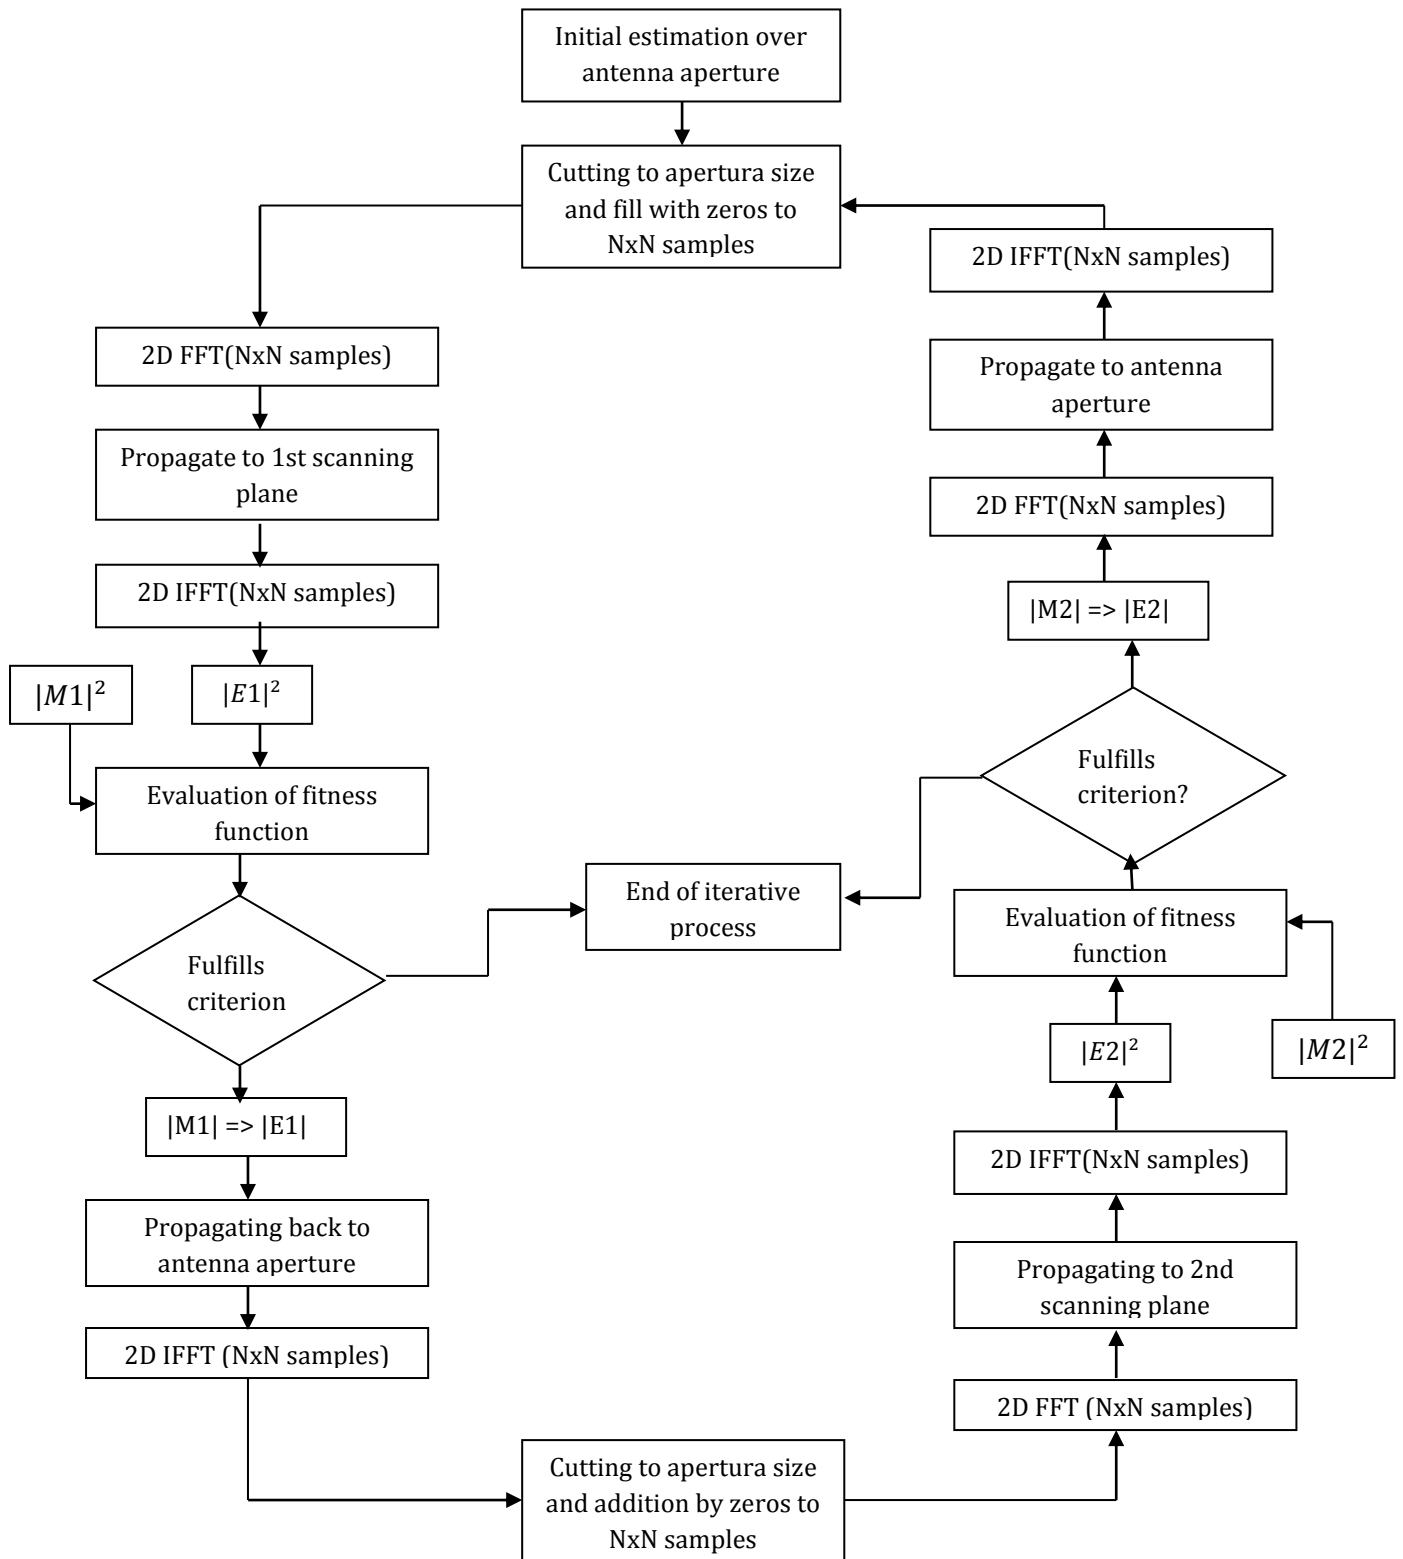 Initial estimation over
antenna aperture
Cutting to apertura size
and fill with zeros to
NxN samples
2D FFT(NxN samples)
Propagate to 1st scanning
plane
2D IFFT(NxN samples)
|M1|²
|E1|²
Evaluation of fitness
function
Fulfills
criterion
|M1| => |E1|
Propagating back to
antenna aperture
2D IFFT (NxN samples)
Cutting to apertura size
and addition by zeros to
NxN samples
2D FFT (NxN samples)
Propagating to 2nd
scanning plane
2D IFFT(NxN samples)
|E2|²
|M2|²
Evaluation of fitness
function
Fulfills
criterion?
End of iterative
process
|M2| => |E2|
2D FFT(NxN samples)
Propagate to antenna
aperture
2D IFFT(NxN samples)